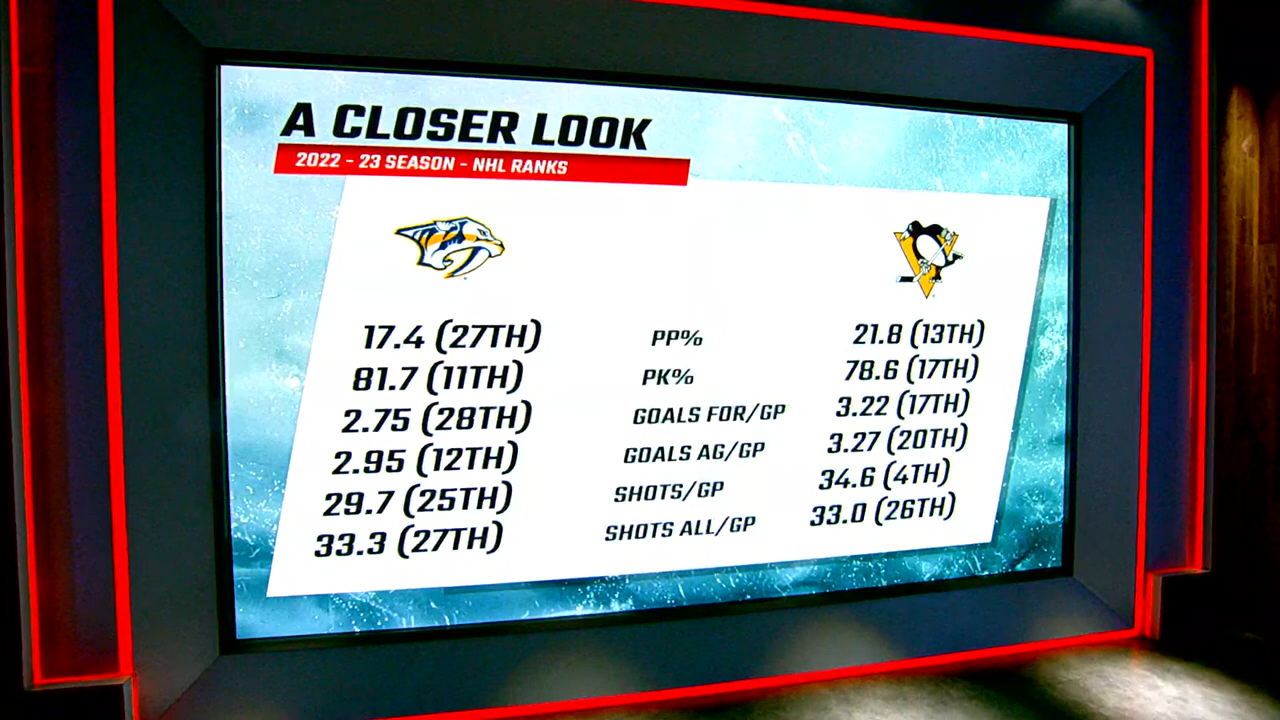 A CLOSER LOOK
2022 - 23 SEASON - NHL RANKS
17.4 (27TH) PP% 21.8 (13TH)
81.7 (11TH) PK% 78.6 (17TH)
2.75 (28TH) GOALS FOR/GP 3.22 (17TH)
2.95 (12TH) GOALS AG/GP 3.27 (20TH)
29.7 (25TH) SHOTS/GP 34.6 (4TH)
33.3 (27TH) SHOTS ALL/GP 33.0 (26TH)